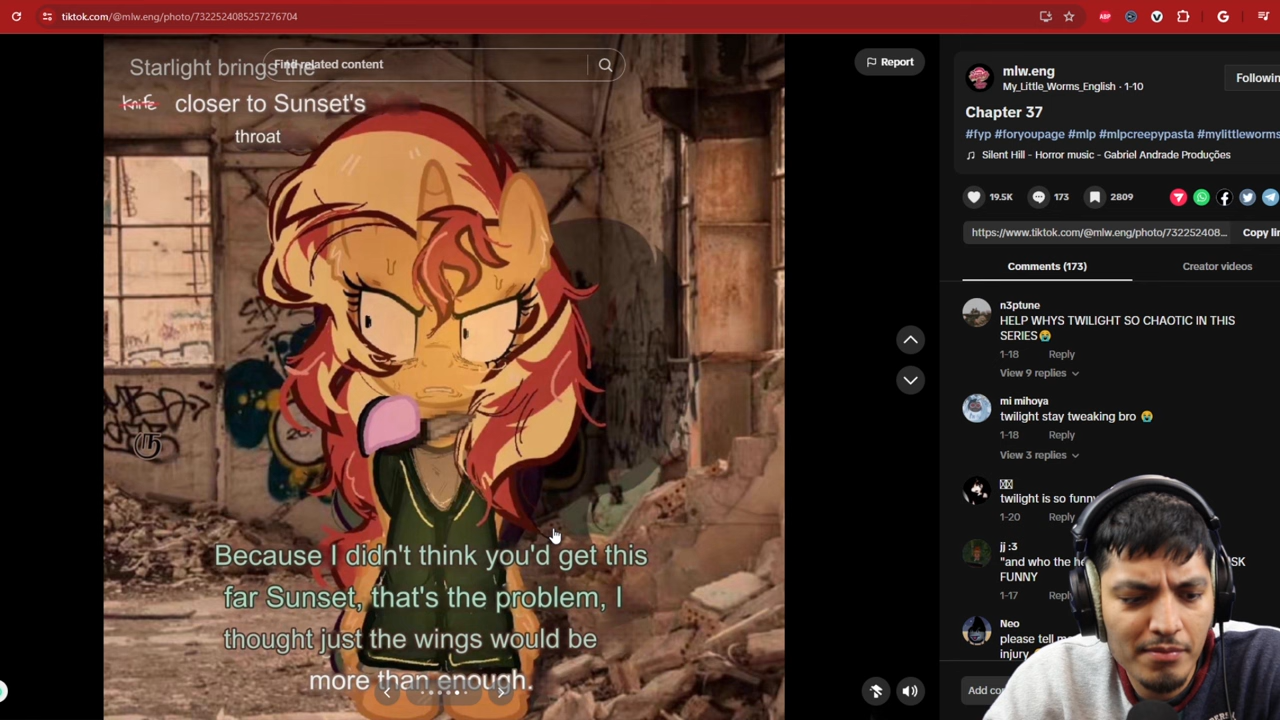 tiktok.com/@mlw.eng/photo/7322524085257276704
ABP
G
Starlight brings the
Find related content
knife closer to Sunset's
throat
Because I didn't think you'd get this
far Sunset, that's the problem, I
thought just the wings would be
more than enough.
Report
mlw.eng
My_Little_Worms_English · 1-10
Followin
Chapter 37
#fyp #foryoupage #mlp #mlpcreepypasta #mylittleworms
Silent Hill - Horror music - Gabriel Andrade Produções
19.5K
173
2809
https://www.tiktok.com/@mlw.eng/photo/732252408...
Copy lin
Comments (173)
Creator videos
n3ptune
HELP WHYS TWILIGHT SO CHAOTIC IN THIS
SERIES😭
1-18 Reply
View 9 replies
mi mihoya
twilight stay tweaking bro 😭
1-18 Reply
View 3 replies
twilight is so funny
1-20 Reply
jj :3
"and who the he
SK
FUNNY
1-17 Rep
Neo
please tell me
injury
Add co